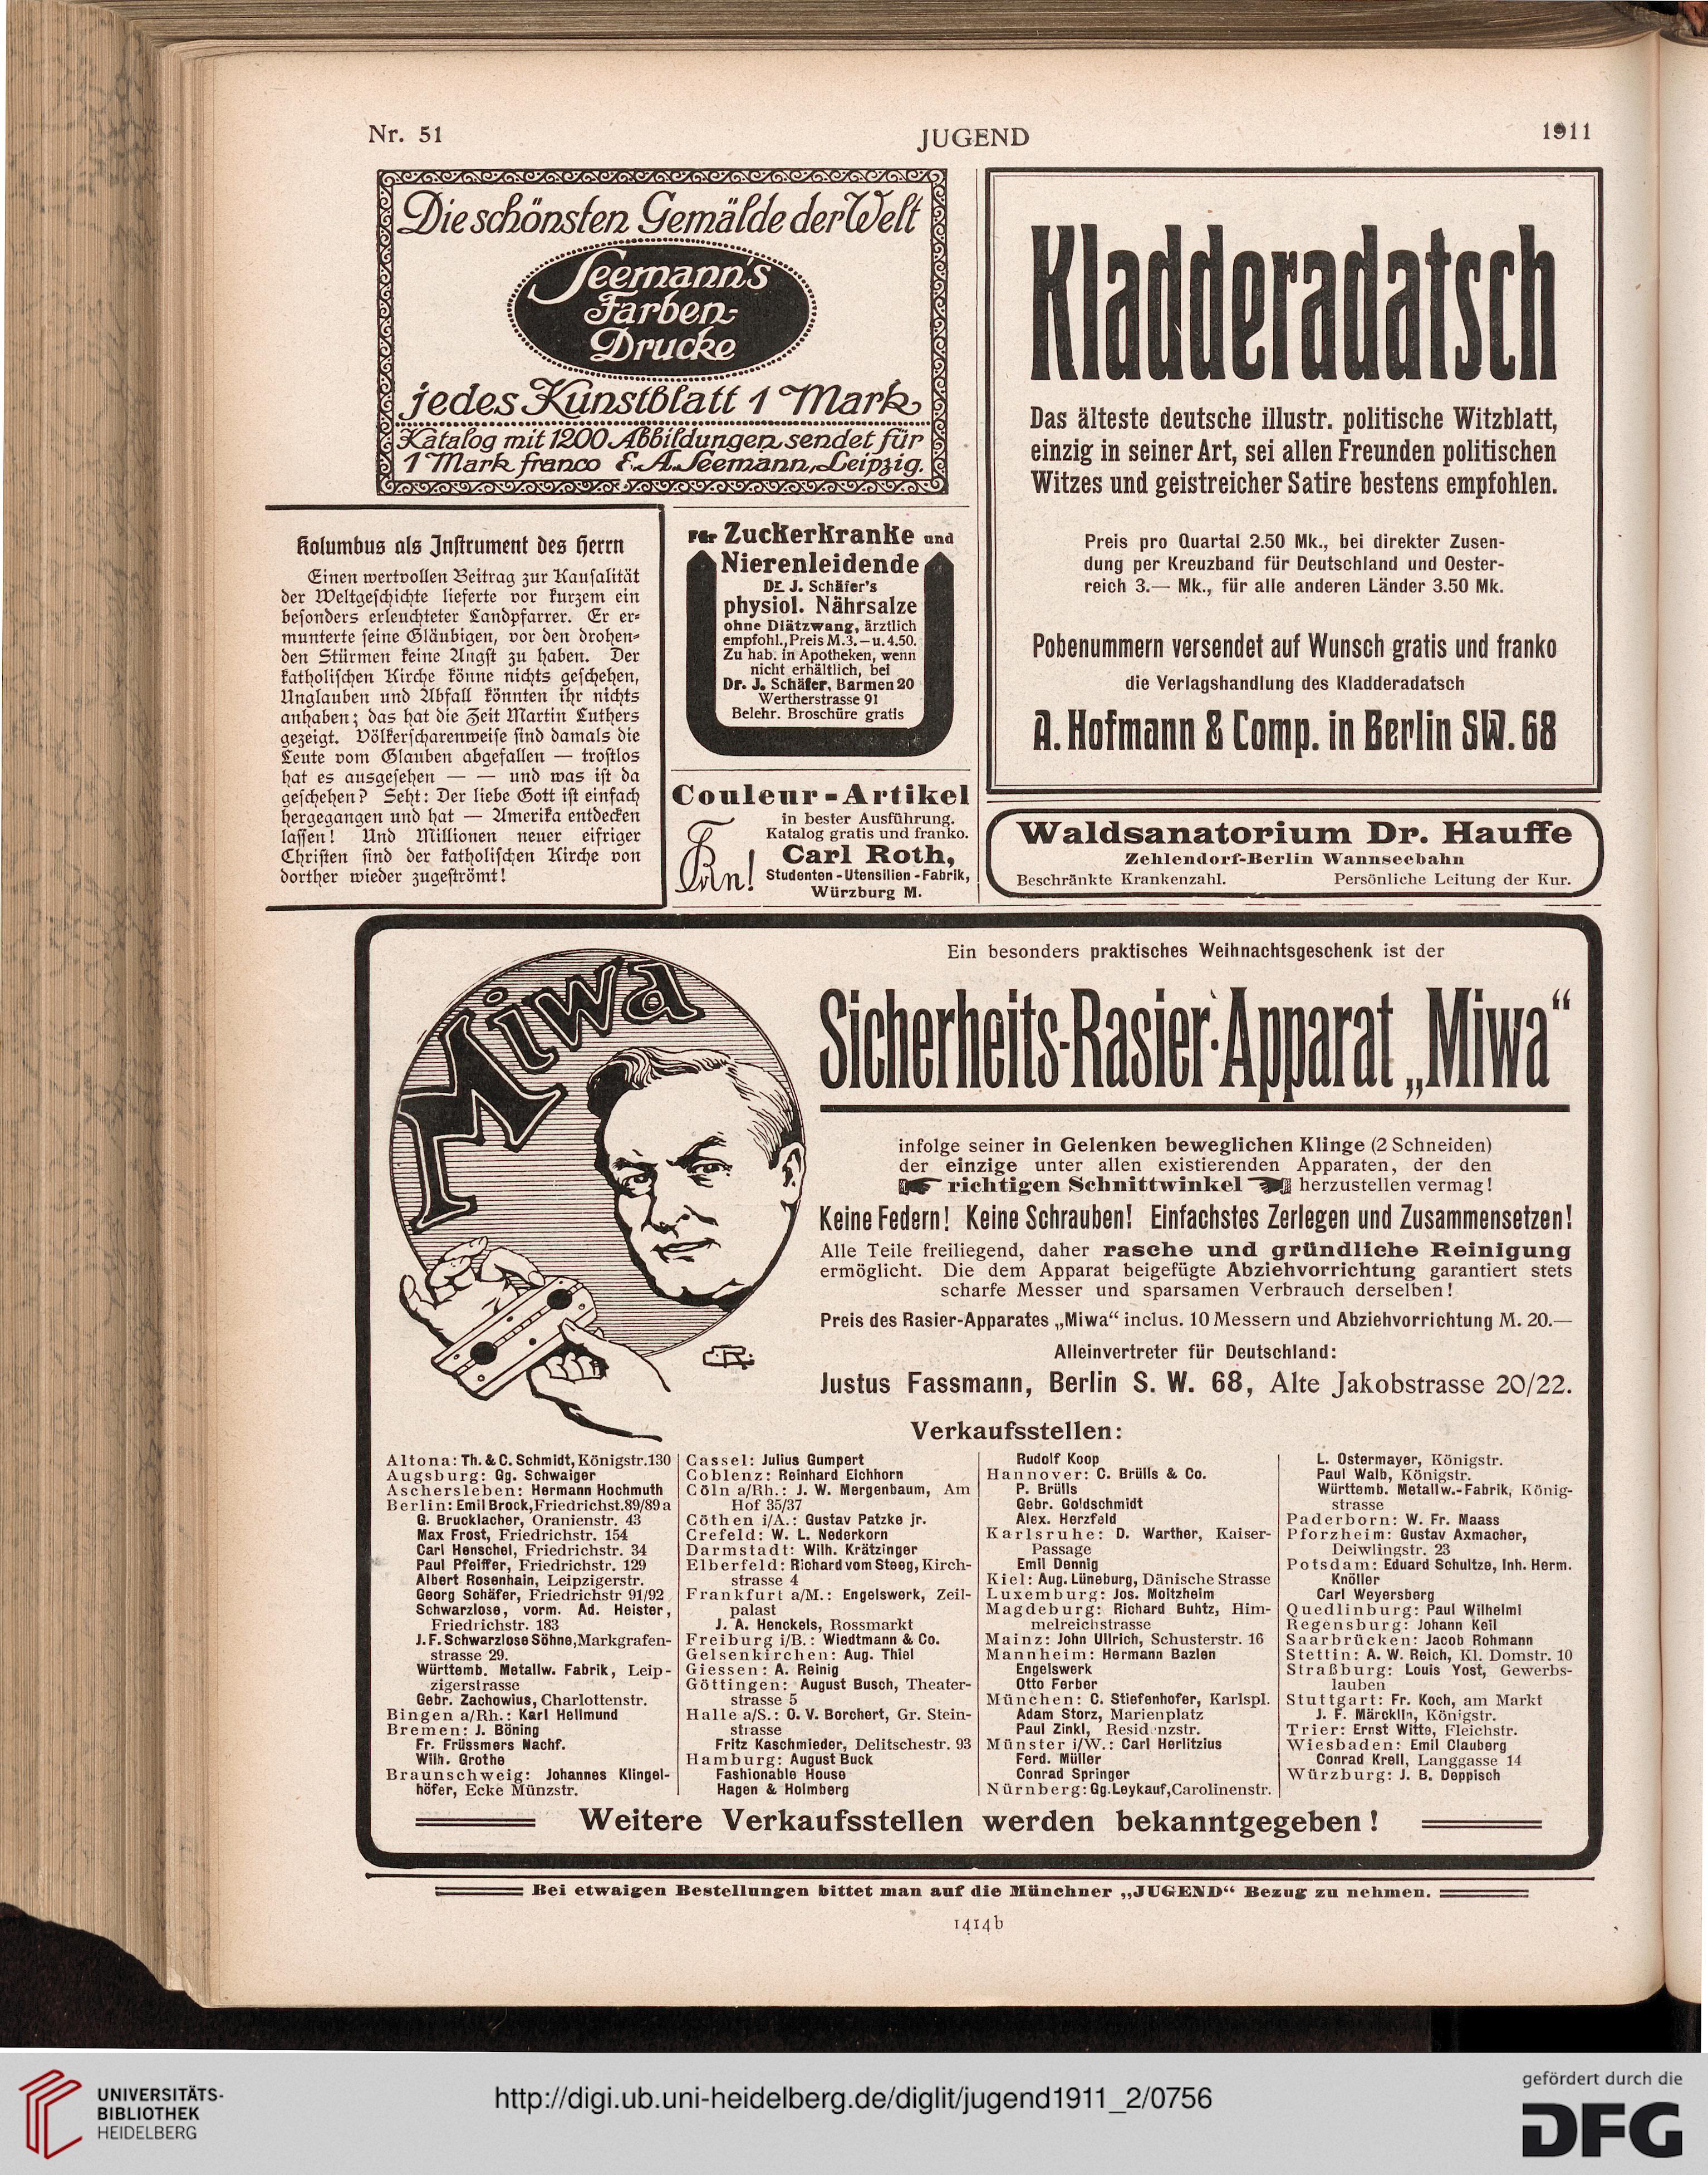 Nr. 51
JUGEND
1911
Die schönsten Gemälde der Welt
Seemann's
Farben-
Drucke
jedes Kunstblatt 1 Mark
Katalog mit 1200 Abbildungen sendet für
1 Mark franco E. A. Seemann, Leipzig.
Kolumbus als Instrument des Herrn
Einen wertvollen Beitrag zur Kausalität
der Weltgeschichte lieferte vor kurzem ein
besonders erleuchteter Landpfarrer. Er er-
munterte seine Gläubigen, vor den drohen-
den Stürmen keine Angst zu haben. Der
katholischen Kirche könne nichts geschehen,
Unglauben und Abfall könnten ihr nichts
anhaben; das hat die Zeit Martin Luthers
gezeigt. Völkerscharenweise sind damals die
Leute vom Glauben abgefallen — trostlos
hat es ausgesehen — — und was ist da
geschehen? Seht: Der liebe Gott ist einfach
hergegangen und hat — Amerika entdecken
lassen! Und Millionen neuer eifriger
Christen sind der katholischen Kirche von
dorther wieder zugeströmt!
Für Zuckerkranke und
Nierenleidende
Dr. J. Schäfer's
physiol. Nährsalze
ohne Diätzwang, ärztlich
empfohl., Preis M.3.— u. 4.50.
Zu hab. in Apotheken, wenn
nicht erhältlich, bei
Dr. J. Schäfer, Barmen 20
Wertherstrasse 91
Belehr. Broschüre gratis
Couleur-Artikel
in bester Ausführung.
Katalog gratis und franko.
Carl Roth,
Studenten-Utensilien-Fabrik,
Würzburg M.
Kladderadatsch
Das älteste deutsche illustr. politische Witzblatt,
einzig in seiner Art, sei allen Freunden politischen
Witzes und geistreicher Satire bestens empfohlen.
Preis pro Quartal 2.50 Mk., bei direkter Zusen-
dung per Kreuzband für Deutschland und Oester-
reich 3.— Mk., für alle anderen Länder 3.50 Mk.
Pobenummern versendet auf Wunsch gratis und franko
die Verlagshandlung des Kladderadatsch
A. Hofmann & Comp. in Berlin SW. 68
Waldsanatorium Dr. Hauffe
Zehlendorf-Berlin Wannseebahn
Beschränkte Krankenzahl. Persönliche Leitung der Kur.
Miwa
Ein besonders praktisches Weihnachtsgeschenk ist der
Sicherheits-Rasier-Apparat „Miwa“
infolge seiner in Gelenken beweglichen Klinge (2 Schneiden)
der einzige unter allen existierenden Apparaten, der den
richtigen Schnittwinkel herzustellen vermag!
Keine Federn! Keine Schrauben! Einfachstes Zerlegen und Zusammensetzen!
Alle Teile freiliegend, daher rasche und gründliche Reinigung
ermöglicht. Die dem Apparat beigefügte Abziehvorrichtung garantiert stets
scharfe Messer und sparsamen Verbrauch derselben!
Preis des Rasier-Apparates „Miwa“ inclus. 10 Messern und Abziehvorrichtung M. 20.—
Alleinvertreter für Deutschland:
Justus Fassmann, Berlin S. W. 68, Alte Jakobstrasse 20/22.
Verkaufsstellen:
Altona: Th. & C. Schmidt, Königstr.130
Augsburg: Gg. Schwaiger
Aschersleben: Hermann Hochmuth
Berlin: Emil Brock, Friedrichst.89/89a
G. Brucklacher, Oranienstr. 43
Max Frost, Friedrichstr. 154
Carl Henschel, Friedrichstr. 34
Paul Pfeiffer, Friedrichstr. 129
Albert Rosenhain, Leipzigerstr.
Georg Schäfer, Friedrichstr 91/92
Schwarzlose, vorm. Ad. Heister,
Friedrichstr. 183
J. F. Schwarzlose Söhne, Markgrafen-
strasse 29.
Württemb. Metallw. Fabrik, Leip-
zigerstrasse
Gebr. Zachowius, Charlottenstr.
Bingen a/Rh.: Karl Hellmund
Bremen: J. Böning
Fr. Früssmers Nachf.
Wilh. Grothe
Braunschweig: Johannes Klingel-
höfer, Ecke Münzstr.
Cassel: Julius Gumpert
Coblenz: Reinhard Eichhorn
Cöln a/Rh.: J. W. Mergenbaum, Am
Hof 35/37
Cöthen i/A.: Gustav Patzke jr.
Crefeld: W. L. Nederkorn
Darmstadt: Wilh. Krätzinger
Elberfeld: Richard vom Steeg, Kirch-
strasse 4
Frankfurt a/M.: Engelswerk, Zeil-
palast
J. A. Henckels, Rossmarkt
Freiburg i/B.: Wiedtmann & Co.
Gelsenkirchen: Aug. Thiel
Giessen: A. Reinig
Göttingen: August Busch, Theater-
strasse 5
Halle a/S.: O. V. Borchert, Gr. Stein-
strasse
Fritz Kaschmieder, Delitschestr. 93
Hamburg: August Buck
Fashionable House
Hagen & Holmberg
Rudolf Koop
Hannover: C. Brülls & Co.
P. Brülls
Gebr. Goldschmidt
Alex. Herzfeld
Karlsruhe: D. Warther, Kaiser-
Passage
Emil Dennig
Kiel: Aug. Lüneburg, Dänische Strasse
Luxemburg: Jos. Moitzheim
Magdeburg: Richard Buhtz, Him-
melreichstrasse
Mainz: John Ullrich, Schusterstr. 16
Mannheim: Hermann Bazlen
Engelswerk
Otto Ferber
München: C. Stiefenhofer, Karlspl.
Adam Storz, Marienplatz
Paul Zinkl, Residenzstr.
Münster i/W.: Carl Herlitzius
Ferd. Müller
Conrad Springer
Nürnberg: Gg. Leykauf, Carolinenstr.
L. Ostermayer, Königstr.
Paul Walb, Königstr.
Württemb. Metallw.-Fabrik, König-
strasse
Paderborn: W. Fr. Maass
Pforzheim: Gustav Axmacher,
Deiwlingstr. 23
Potsdam: Eduard Schultze, Inh. Herm.
Knöller
Carl Weyersberg
Quedlinburg: Paul Wilhelmi
Regensburg: Johann Keil
Saarbrücken: Jacob Rohmann
Stettin: A. W. Reich, Kl. Domstr. 10
Straßburg: Louis Yost, Gewerbs-
lauben
Stuttgart: Fr. Koch, am Markt
J. F. Märcklin, Königstr.
Trier: Ernst Witte, Fleichstr.
Wiesbaden: Emil Clauberg
Conrad Krell, Langgasse 14
Würzburg: J. B. Deppisch
Weitere Verkaufsstellen werden bekanntgegeben!
Bei etwaigen Bestellungen bittet man auf die Münchner „JUGEND“ Bezug zu nehmen.
1414b
UNIVERSITÄTS-
BIBLIOTHEK
HEIDELBERG
http://digi.ub.uni-heidelberg.de/diglit/jugend1911_2/0756
gefördert durch die
DFG